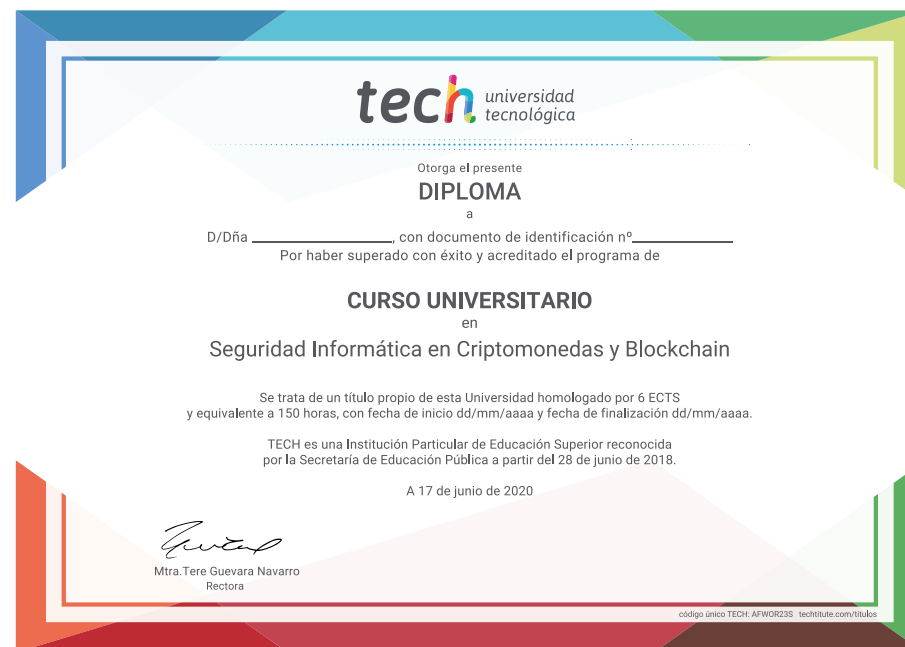 tech universidad
tecnológica
Otorga el presente
DIPLOMA
a
D/Dña ____________________, con documento de identificación nº______________
Por haber superado con éxito y acreditado el programa de
CURSO UNIVERSITARIO
en
Seguridad Informática en Criptomonedas y Blockchain
Se trata de un título propio de esta Universidad homologado por 6 ECTS
y equivalente a 150 horas, con fecha de inicio dd/mm/aaaa y fecha de finalización dd/mm/aaaa.
TECH es una Institución Particular de Educación Superior reconocida
por la Secretaría de Educación Pública a partir del 28 de junio de 2018.
A 17 de junio de 2020
Mtra.Tere Guevara Navarro
Rectora
código único TECH: AFWOR23S techtitute.com/titulos